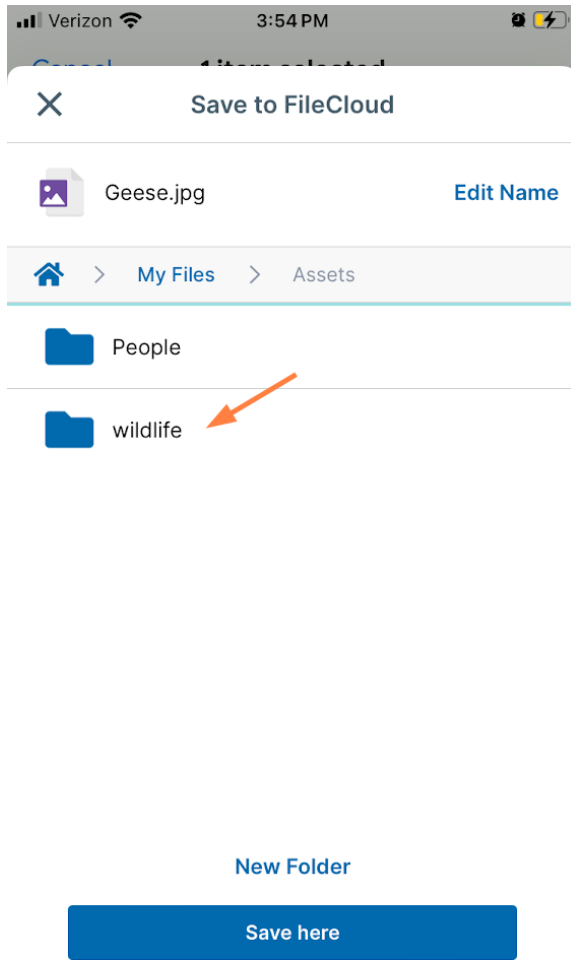 Verizon 3:54 PM
Save to FileCloud
Geese.jpg Edit Name
My Files > Assets
People
wildlife
New Folder
Save here